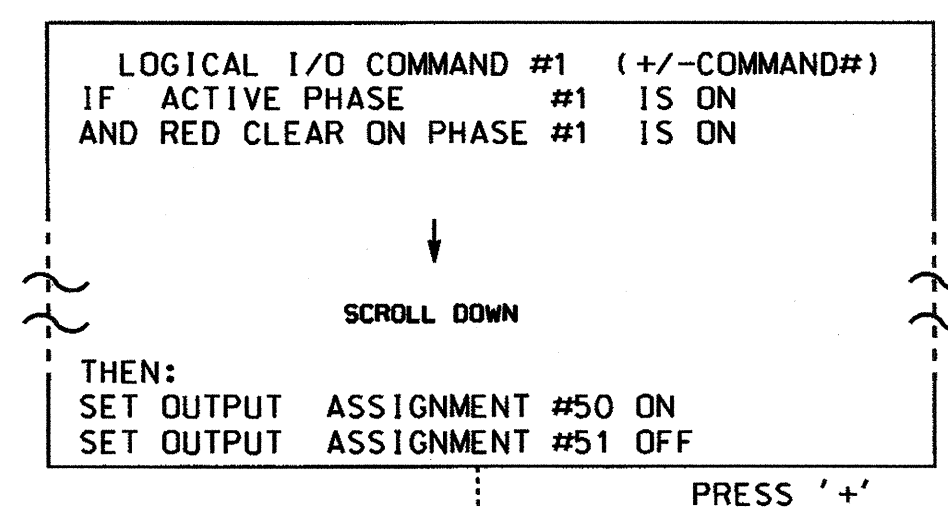 LOGICAL I/O COMMAND #1 (+/-COMMAND#)
IF ACTIVE PHASE #1 IS ON
AND RED CLEAR ON PHASE #1 IS ON
SCROLL DOWN
THEN:
SET OUTPUT ASSIGNMENT #50 ON
SET OUTPUT ASSIGNMENT #51 OFF
PRESS '+'